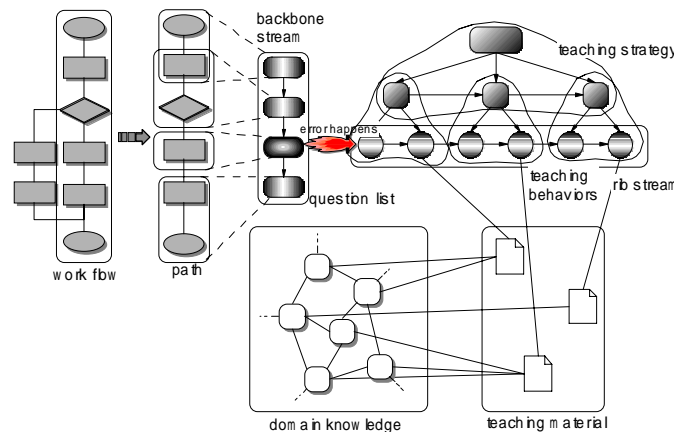 backbone
stream
teaching strategy
error happens
teaching
behaviors
rib stream
question list
work flow
path
domain knowledge
teaching material